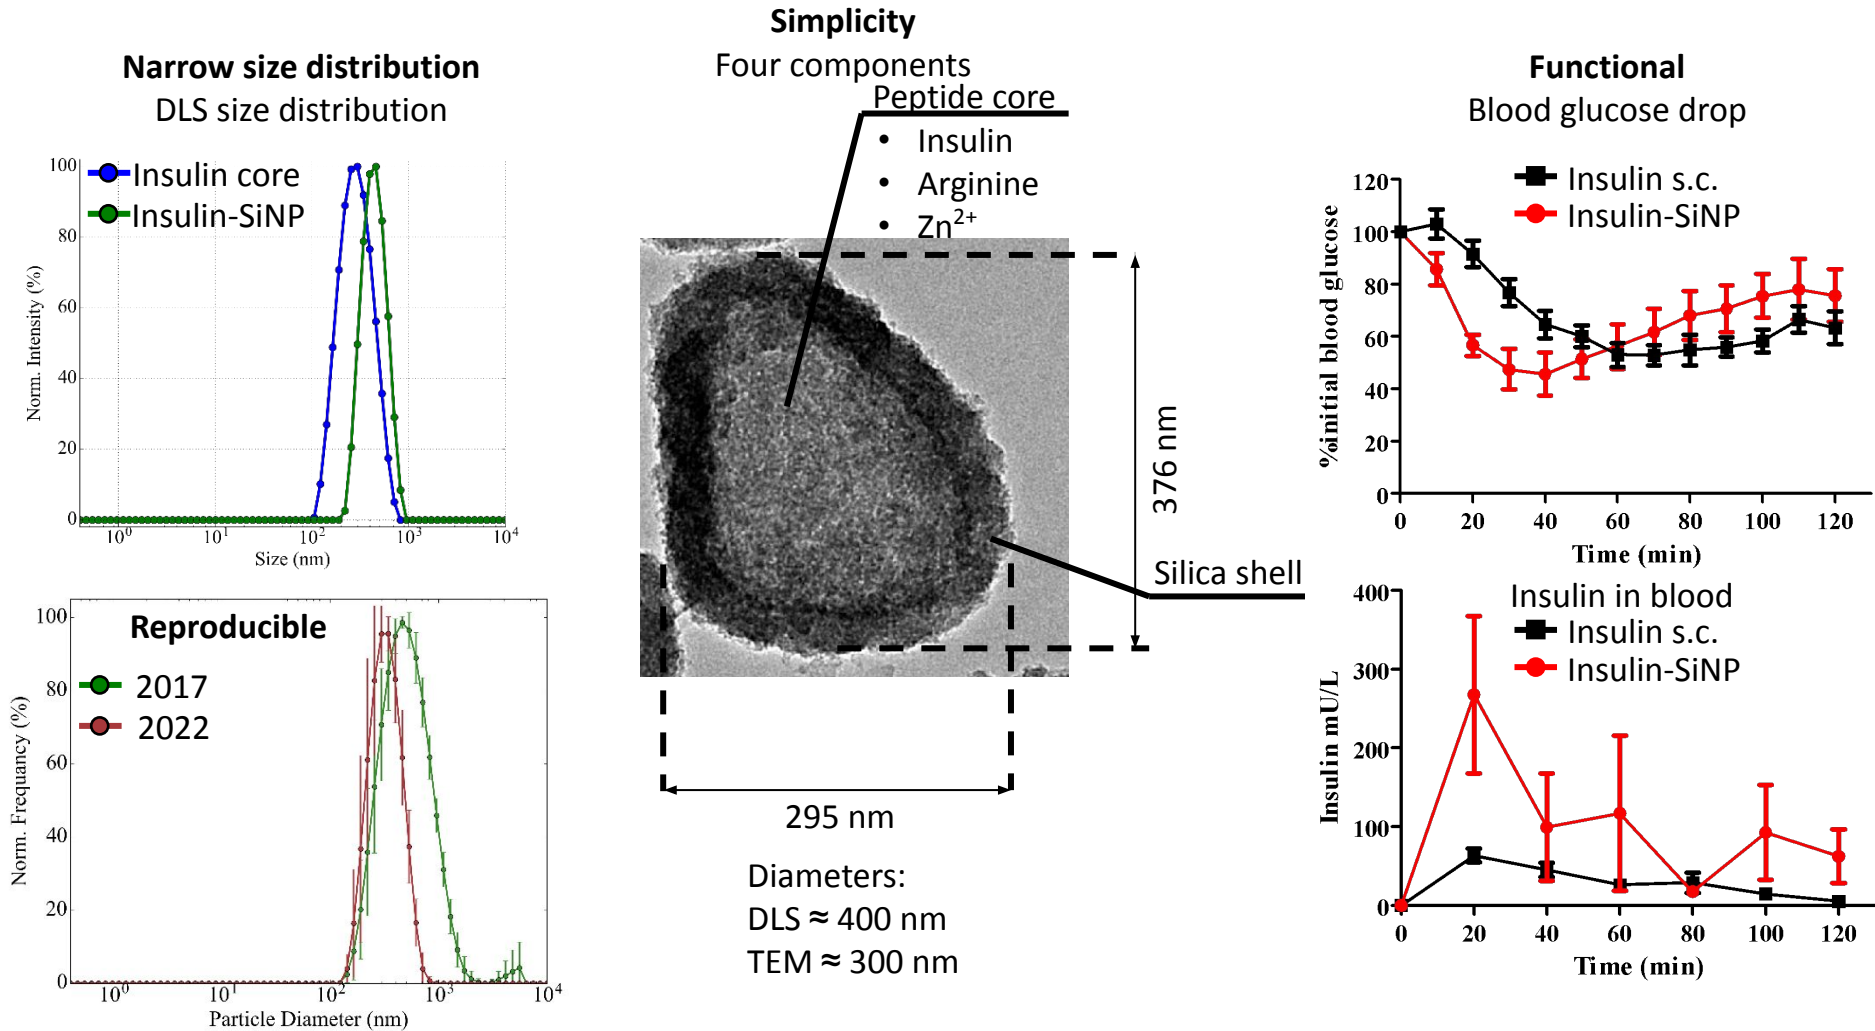 Simplicity
Four components
Peptide core
• Insulin
• Arginine
• Zn²⁺
Narrow size distribution
DLS size distribution
Insulin core
Insulin-SiNP
100
80
60
40
20
0
Norm. Intensity (%)
10⁰
10¹
10²
10³
10⁴
Size (nm)
Reproducible
2017
2022
100
80
60
40
20
0
Norm. Frequancy (%)
10⁰
10¹
10²
10³
10⁴
Particle Diameter (nm)
376 nm
Silica shell
295 nm
Diameters:
DLS ≈ 400 nm
TEM ≈ 300 nm
Functional
Blood glucose drop
Insulin s.c.
Insulin-SiNP
120
100
80
60
40
20
0
%initial blood glucose
0 20 40 60 80 100 120
Time (min)
Insulin in blood
Insulin s.c.
Insulin-SiNP
400
300
200
100
0
Insulin mU/L
0 20 40 60 80 100 120
Time (min)